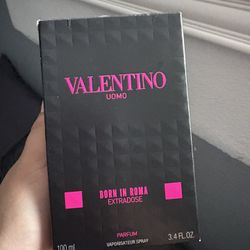 VALENTINO
UOMO
BORN IN ROMA
EXTRADOSE
PARFUM
VAPORISATEUR SPRAY
100 ml
3.4 FL.OZ.